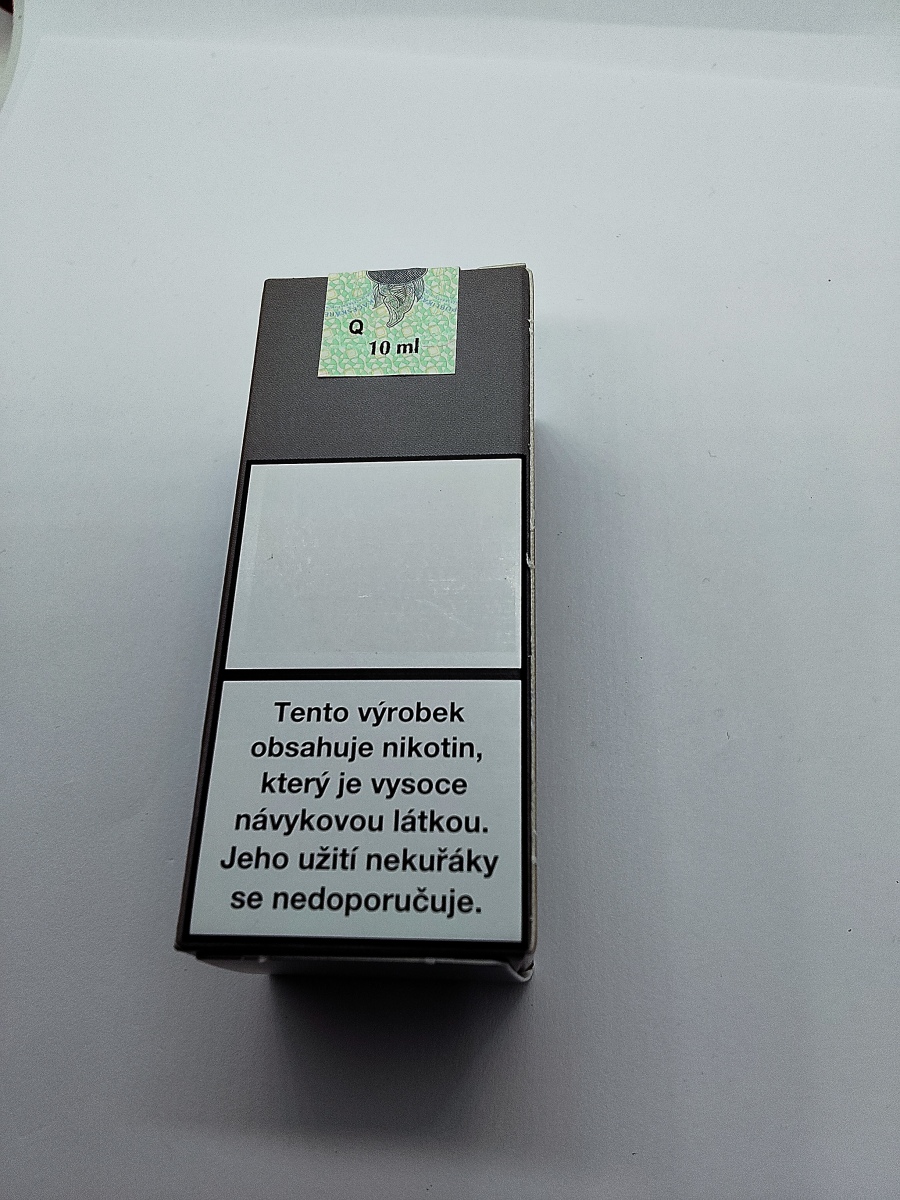 Q
10 ml
Tento výrobek
obsahuje nikotin,
který je vysoce
návykovou látkou.
Jeho užití nekuřáky
se nedoporučuje.